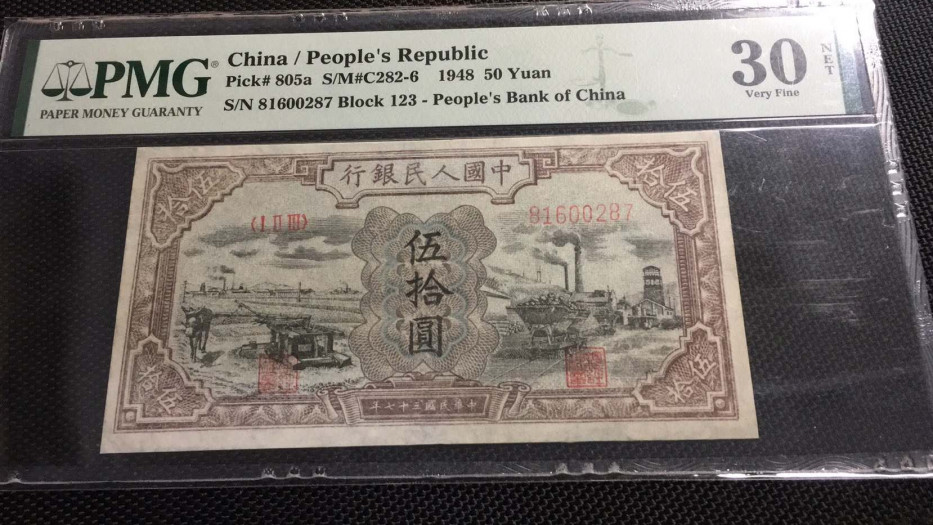 PMG®
PAPER MONEY GUARANTY
China / People's Republic
Pick# 805a S/M#C282-6 1948 50 Yuan
S/N 81600287 Block 123 - People's Bank of China
30 NET
Very Fine
行銀民人國中
伍拾
拾伍
(I II III)
81600287
伍拾圓
伍拾
拾伍
年七十三國民華中